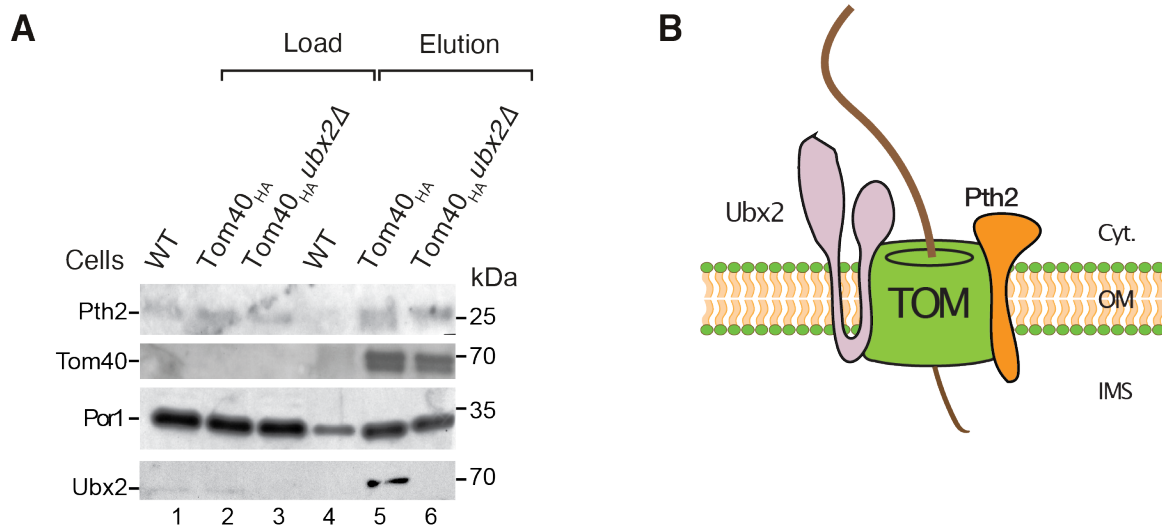 A
Load
Elution
Cells
WT
Tom40HA
Tom40HA ubx2Δ
WT
Tom40HA
Tom40HA ubx2Δ
kDa
Pth2
25
Tom40
70
Por1
35
Ubx2
70
1 2 3 4 5 6
B
Ubx2
Pth2
Cyt.
TOM
OM
IMS